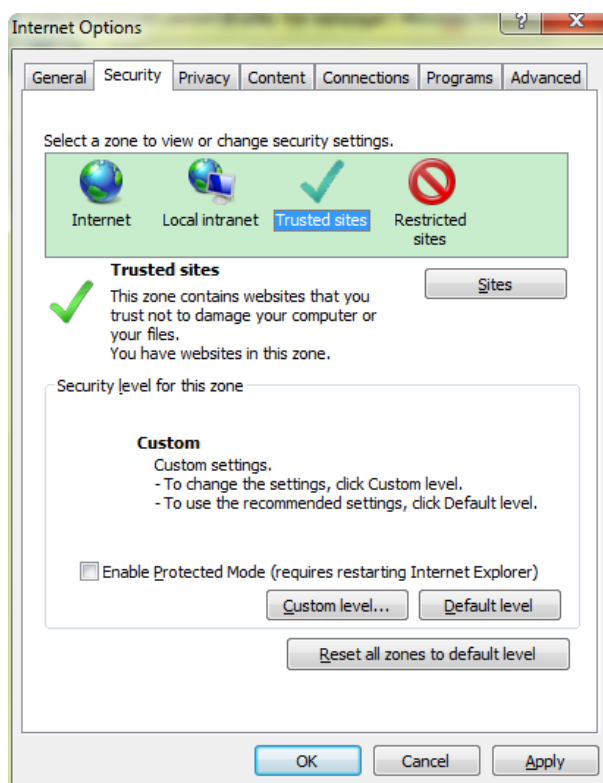 Internet Options
?
X
General Security Privacy Content Connections Programs Advanced
Select a zone to view or change security settings.
Internet Local intranet Trusted sites Restricted
sites
Trusted sites
Sites
This zone contains websites that you
trust not to damage your computer or
your files.
You have websites in this zone.
Security level for this zone
Custom
Custom settings.
- To change the settings, click Custom level.
- To use the recommended settings, click Default level.
Enable Protected Mode (requires restarting Internet Explorer)
Custom level... Default level
Reset all zones to default level
OK Cancel Apply